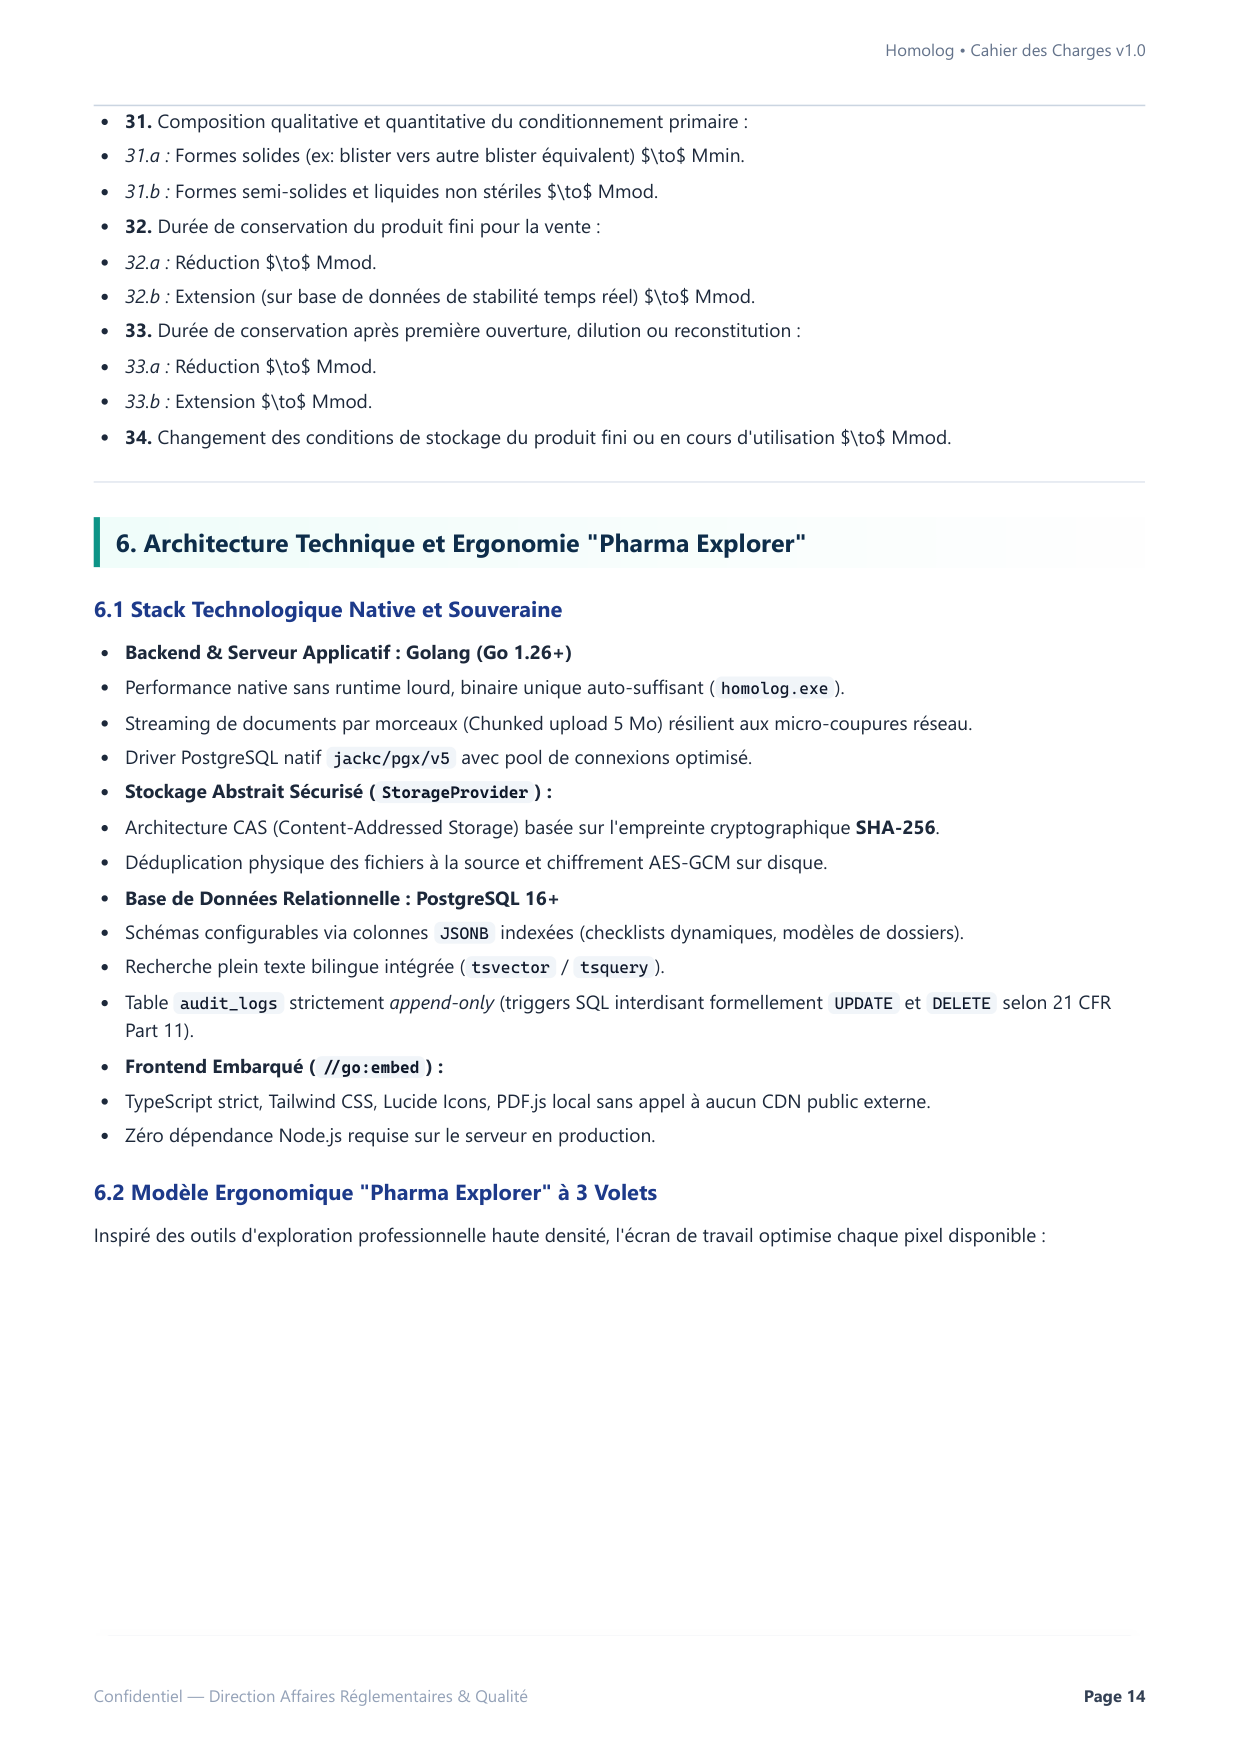 Homolog • Cahier des Charges v1.0
• 31. Composition qualitative et quantitative du conditionnement primaire :
• 31.a : Formes solides (ex: blister vers autre blister équivalent) $\to$ Mmin.
• 31.b : Formes semi-solides et liquides non stériles $\to$ Mmod.
• 32. Durée de conservation du produit fini pour la vente :
• 32.a : Réduction $\to$ Mmod.
• 32.b : Extension (sur base de données de stabilité temps réel) $\to$ Mmod.
• 33. Durée de conservation après première ouverture, dilution ou reconstitution :
• 33.a : Réduction $\to$ Mmod.
• 33.b : Extension $\to$ Mmod.
• 34. Changement des conditions de stockage du produit fini ou en cours d'utilisation $\to$ Mmod.
6. Architecture Technique et Ergonomie "Pharma Explorer"
6.1 Stack Technologique Native et Souveraine
• Backend & Serveur Applicatif : Golang (Go 1.26+)
• Performance native sans runtime lourd, binaire unique auto-suffisant ( homolog.exe ).
• Streaming de documents par morceaux (Chunked upload 5 Mo) résilient aux micro-coupures réseau.
• Driver PostgreSQL natif jackc/pgx/v5 avec pool de connexions optimisé.
• Stockage Abstrait Sécurisé ( StorageProvider ) :
• Architecture CAS (Content-Addressed Storage) basée sur l'empreinte cryptographique SHA-256.
• Déduplication physique des fichiers à la source et chiffrement AES-GCM sur disque.
• Base de Données Relationnelle : PostgreSQL 16+
• Schémas configurables via colonnes JSONB indexées (checklists dynamiques, modèles de dossiers).
• Recherche plein texte bilingue intégrée ( tsvector / tsquery ).
• Table audit_logs strictement append-only (triggers SQL interdisant formellement UPDATE et DELETE selon 21 CFR
Part 11).
• Frontend Embarqué ( //go:embed ) :
• TypeScript strict, Tailwind CSS, Lucide Icons, PDF.js local sans appel à aucun CDN public externe.
• Zéro dépendance Node.js requise sur le serveur en production.
6.2 Modèle Ergonomique "Pharma Explorer" à 3 Volets
Inspiré des outils d'exploration professionnelle haute densité, l'écran de travail optimise chaque pixel disponible :
Confidentiel — Direction Affaires Réglementaires & Qualité
Page 14